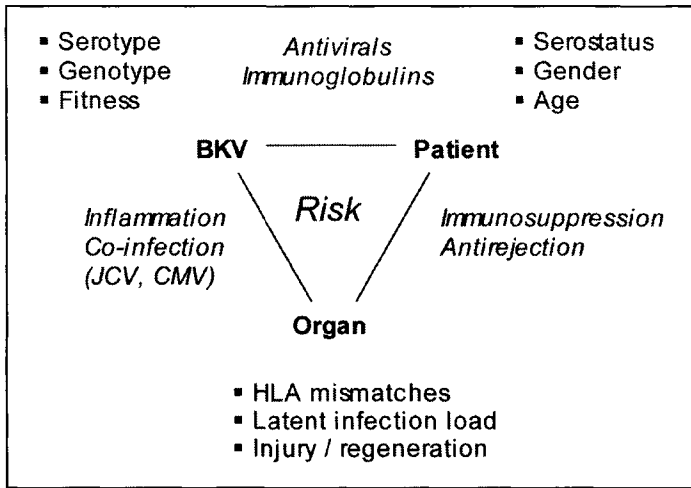 ▪ Serotype
▪ Genotype
▪ Fitness
Antivirals
Immunoglobulins
▪ Serostatus
▪ Gender
▪ Age
BKV
Patient
Risk
Inflammation
Co-infection
(JCV, CMV)
Immunosuppression
Antirejection
Organ
▪ HLA mismatches
▪ Latent infection load
▪ Injury / regeneration